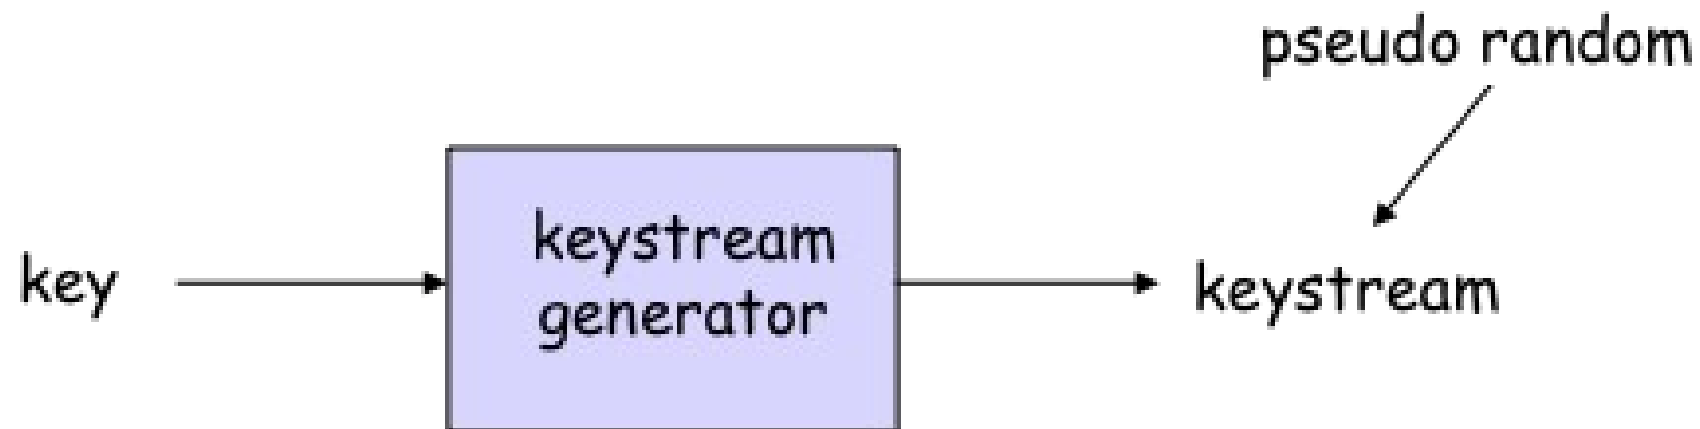 pseudo random
keystream
generator
key
keystream